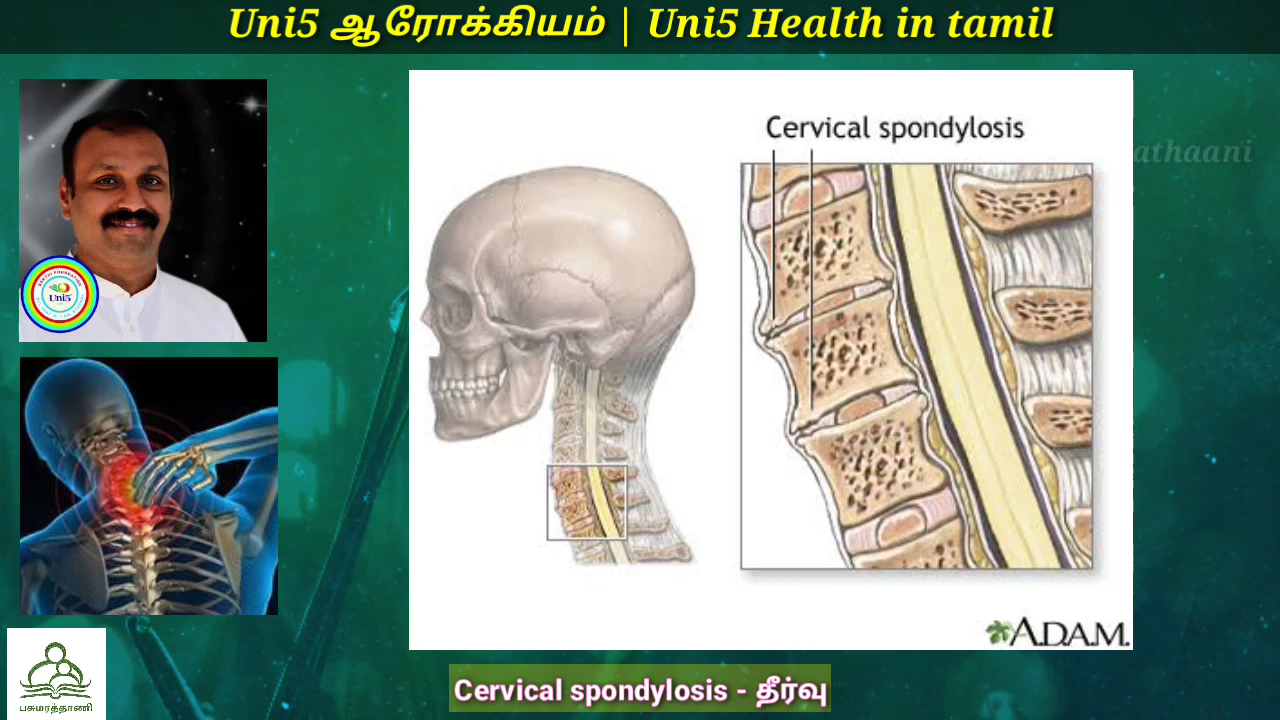 Uni5 ஆரோக்கியம் | Uni5 Health in tamil
Cervical spondylosis
athaani
Uni5
A.D.A.M.
பசுமரத்தாணி
Cervical spondylosis - தீர்வு